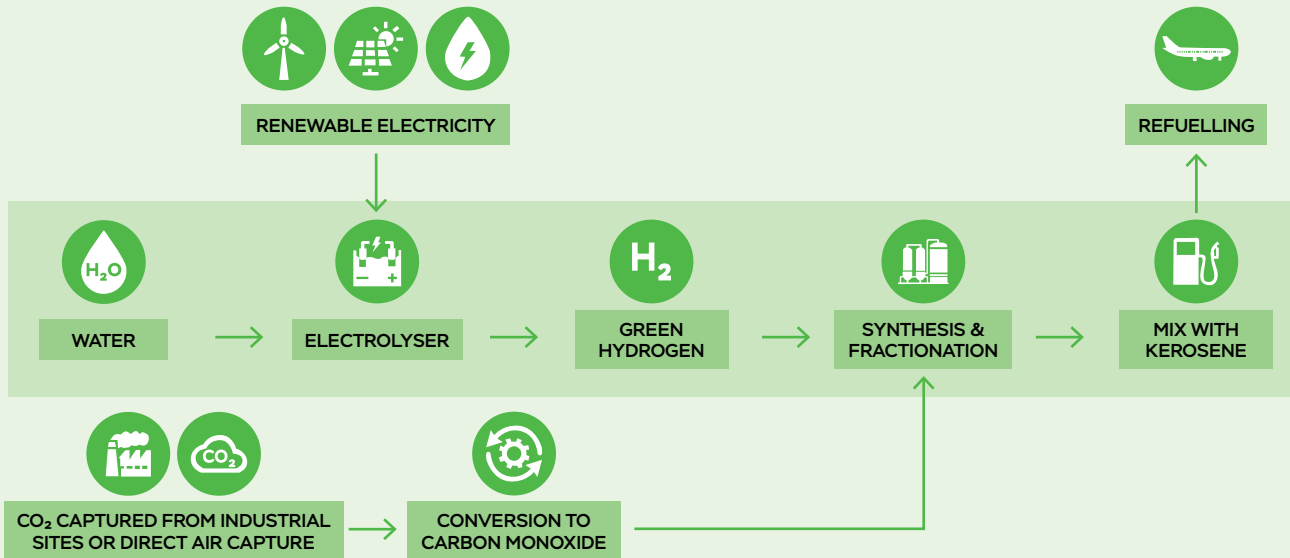 RENEWABLE ELECTRICITY
REFUELLING
H₂O
WATER
− +
ELECTROLYSER
H₂
GREEN
HYDROGEN
SYNTHESIS &
FRACTIONATION
MIX WITH
KEROSENE
CO₂
CO₂ CAPTURED FROM INDUSTRIAL
SITES OR DIRECT AIR CAPTURE
CONVERSION TO
CARBON MONOXIDE